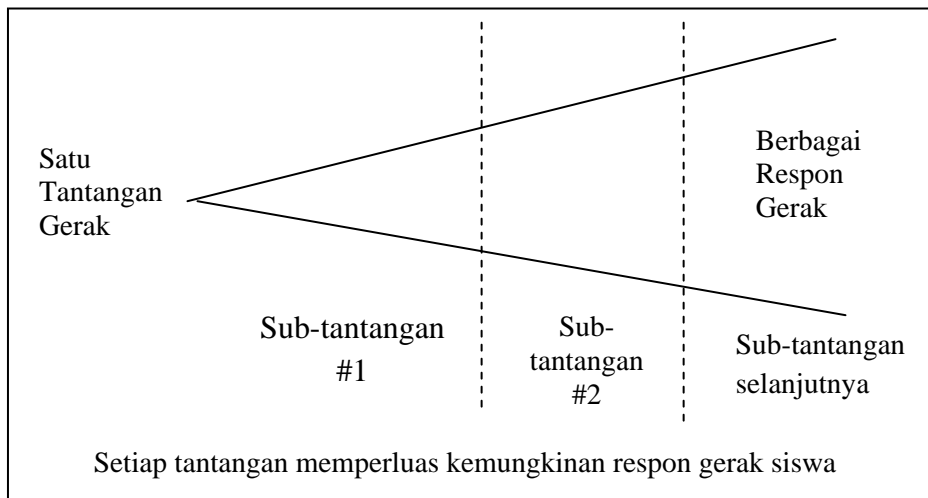 Satu
Tantangan
Gerak
Berbagai
Respon
Gerak
Sub-tantangan
#1
Sub-
tantangan
#2
Sub-tantangan
selanjutnya
Setiap tantangan memperluas kemungkinan respon gerak siswa